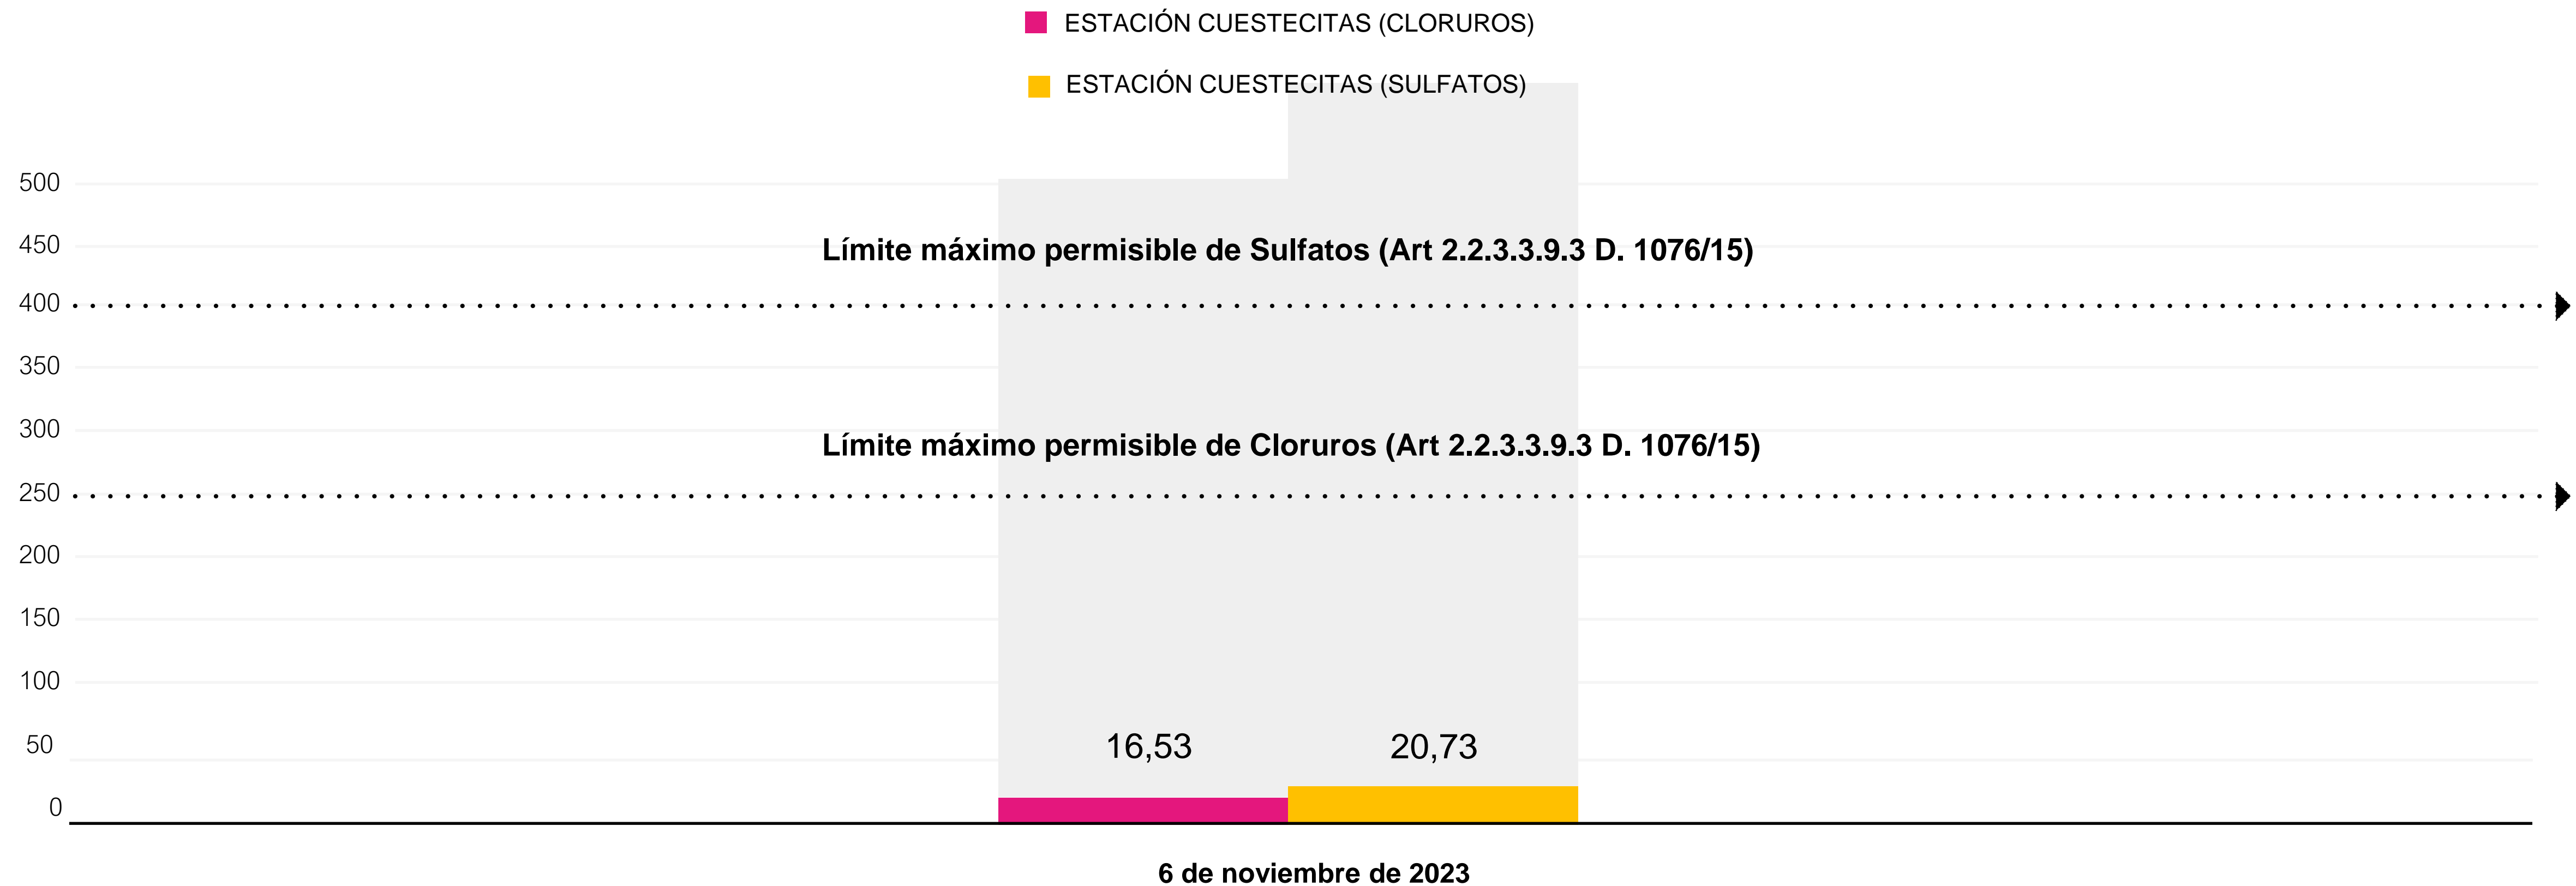 ESTACIÓN CUESTECITAS (CLORUROS)
ESTACIÓN CUESTECITAS (SULFATOS)
500
450
Límite máximo permisible de Sulfatos (Art 2.2.3.3.9.3 D. 1076/15)
400
350
300
Límite máximo permisible de Cloruros (Art 2.2.3.3.9.3 D. 1076/15)
250
200
150
100
50
16,53
20,73
0
6 de noviembre de 2023